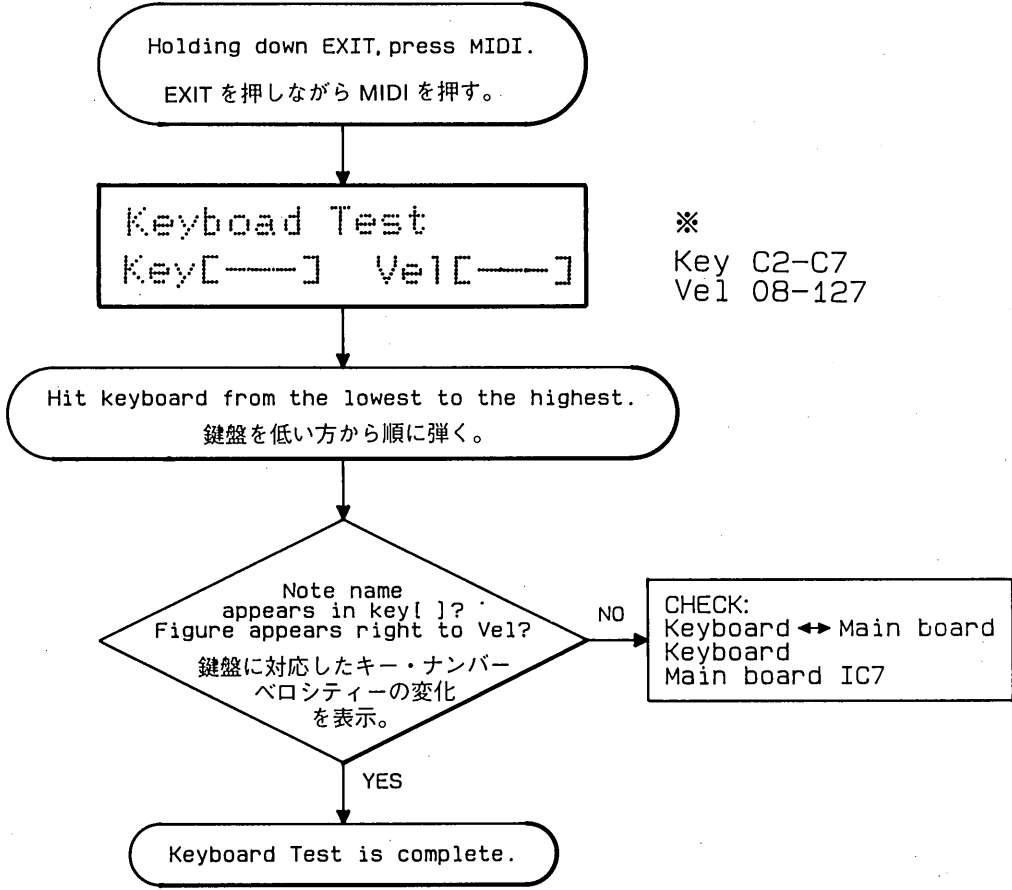 Holding down EXIT, press MIDI.
EXIT を押しながら MIDI を押す。
Keyboad Test
Key[----] Vel[----]
※
Key C2-C7
Vel 08-127
Hit keyboard from the lowest to the highest.
鍵盤を低い方から順に弾く。
Note name
appears in key[ ]?
Figure appears right to Vel?
鍵盤に対応したキー・ナンバー
ベロシティーの変化
を表示。
NO
CHECK:
Keyboard ↔ Main board
Keyboard
Main board IC7
YES
Keyboard Test is complete.